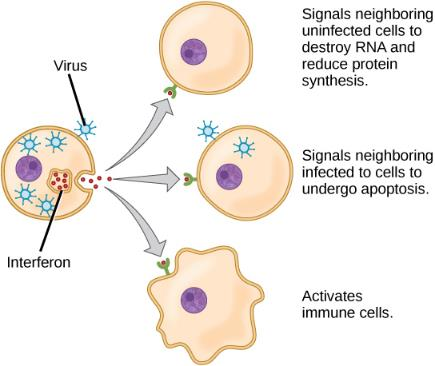 Signals neighboring
uninfected cells to
destroy RNA and
reduce protein
synthesis.
Virus
Signals neighboring
infected to cells to
undergo apoptosis.
Interferon
Activates
immune cells.